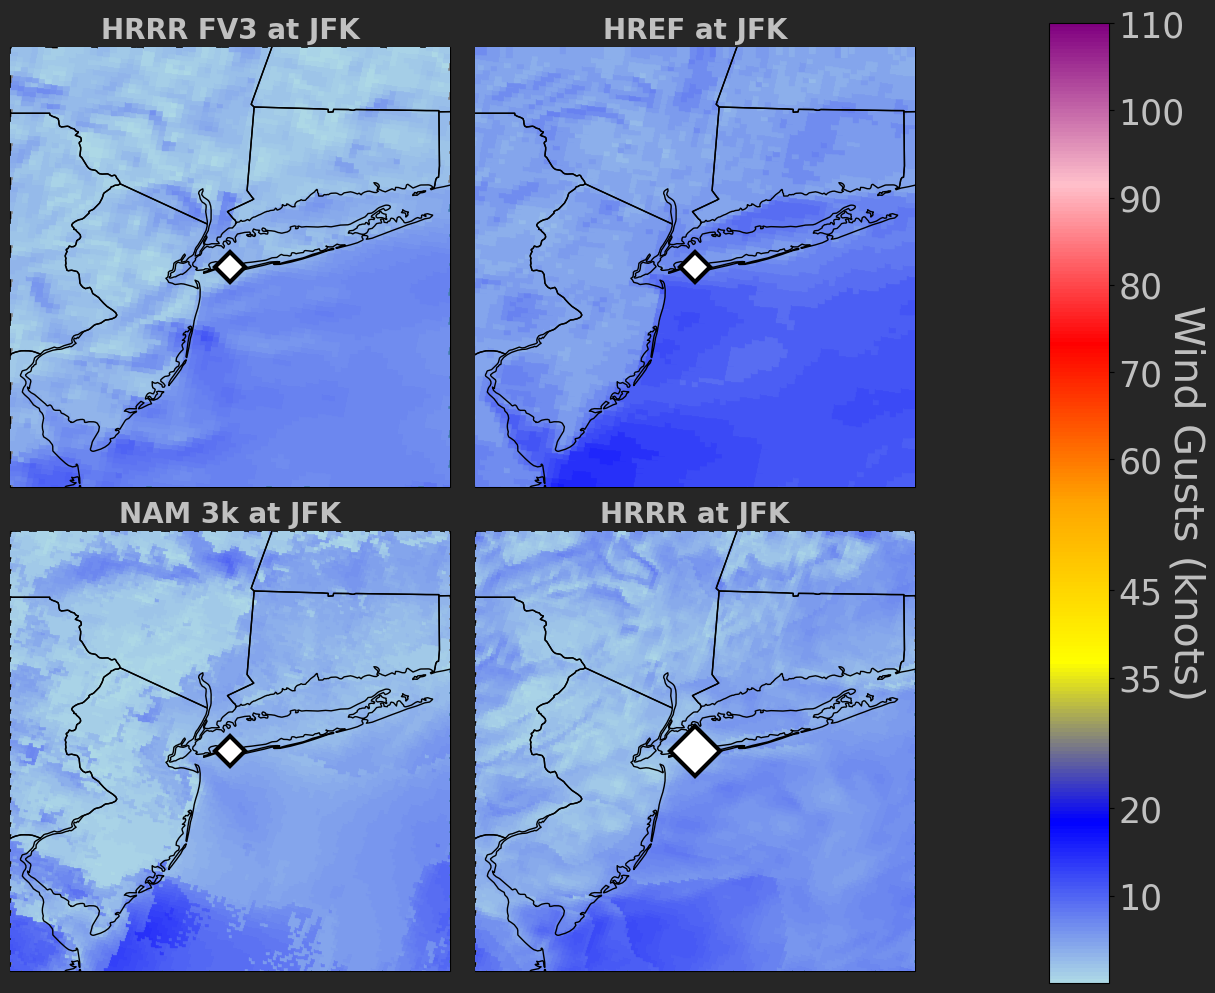 HRRR FV3 at JFK
HREF at JFK
NAM 3k at JFK
HRRR at JFK
110
100
90
80
70
60
45
35
20
10
Wind Gusts (knots)